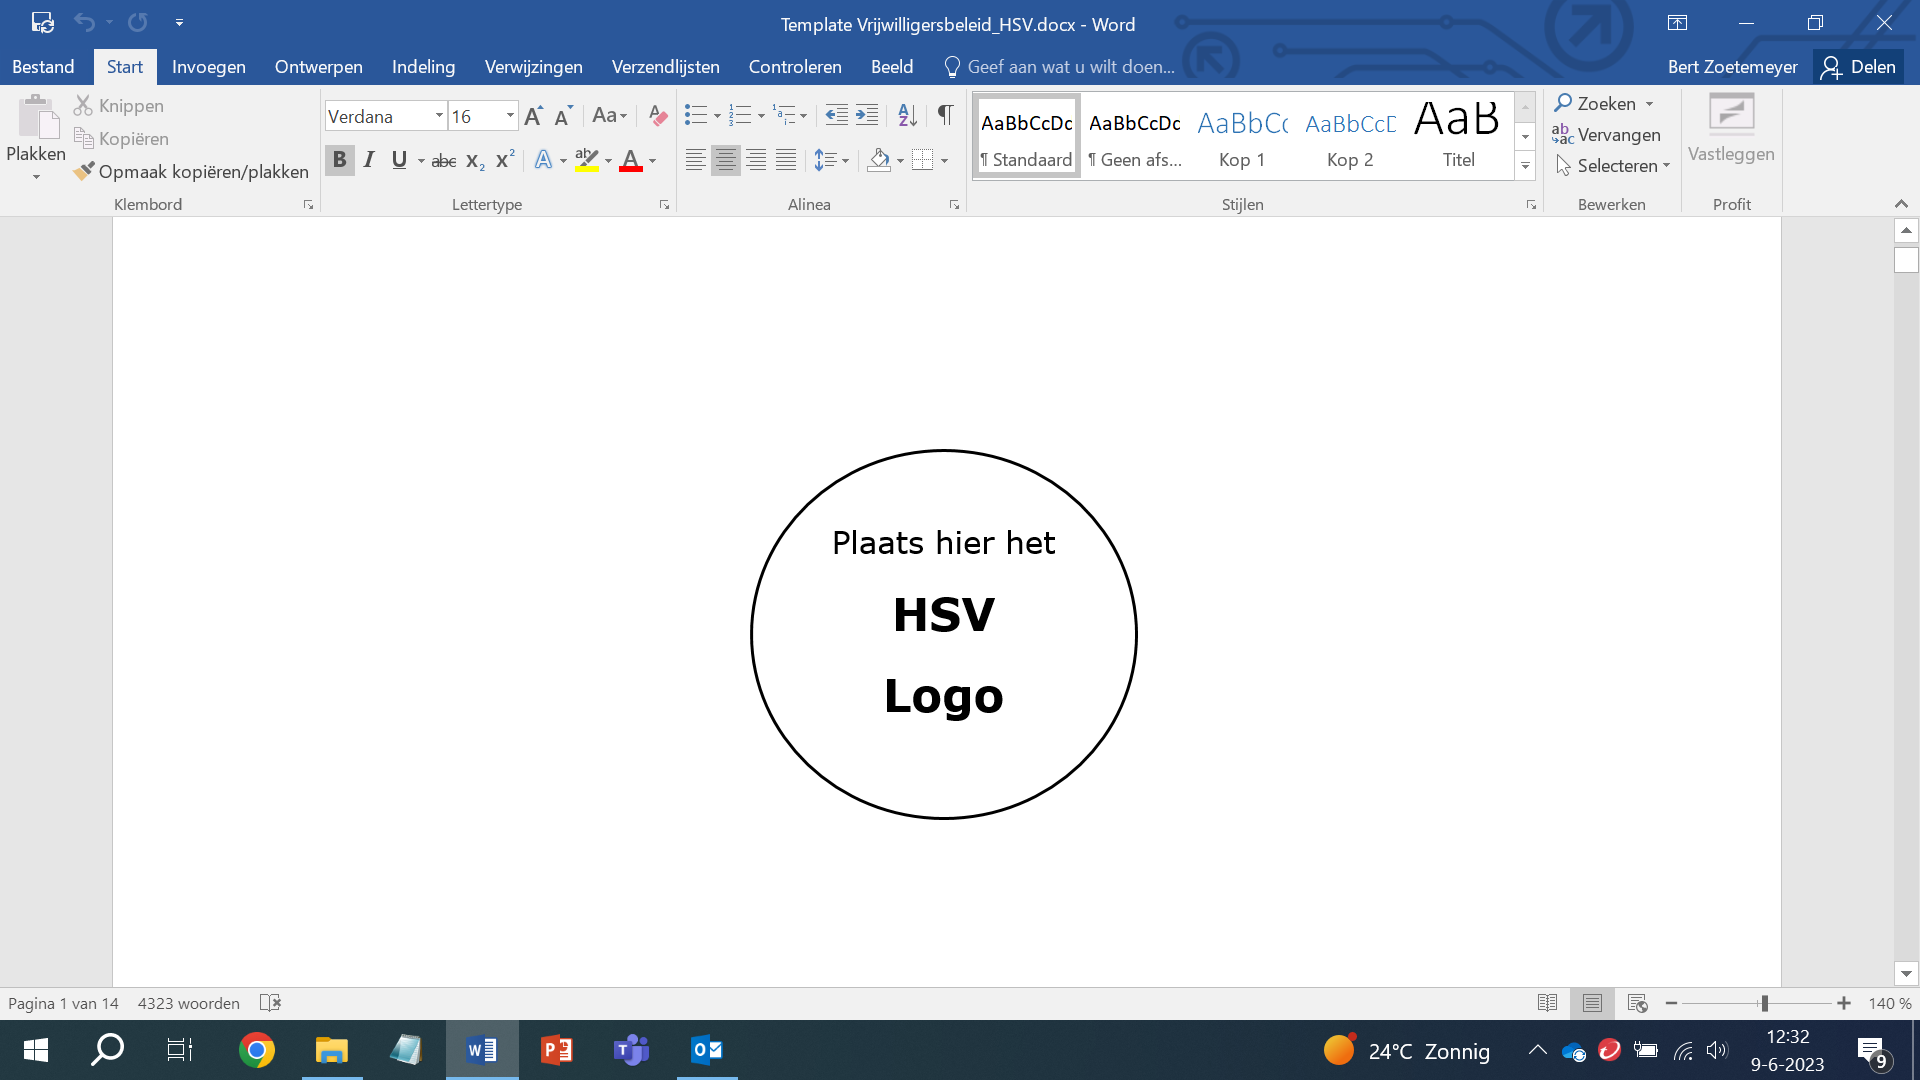 Template Vrijwilligersbeleid_HSV.docx - Word
Bestand Start Invoegen Ontwerpen Indeling Verwijzingen Verzendlijsten Controleren Beeld Geef aan wat u wilt doen... Bert Zoetemeyer Delen
Plakken
Knippen
Kopiëren
Opmaak kopiëren/plakken
Klembord
Verdana 16
Lettertype
Alinea
AaBbCcDc AaBbCcDc AaBbCc AaBbCcD AaB
¶ Standaard ¶ Geen afs... Kop 1 Kop 2 Titel
Stijlen
Zoeken
Vervangen
Selecteren
Bewerken
Vastleggen
Profit
Plaats hier het
HSV
Logo
Pagina 1 van 14 4323 woorden 140 %
24°C Zonnig
12:32
9-6-2023
9